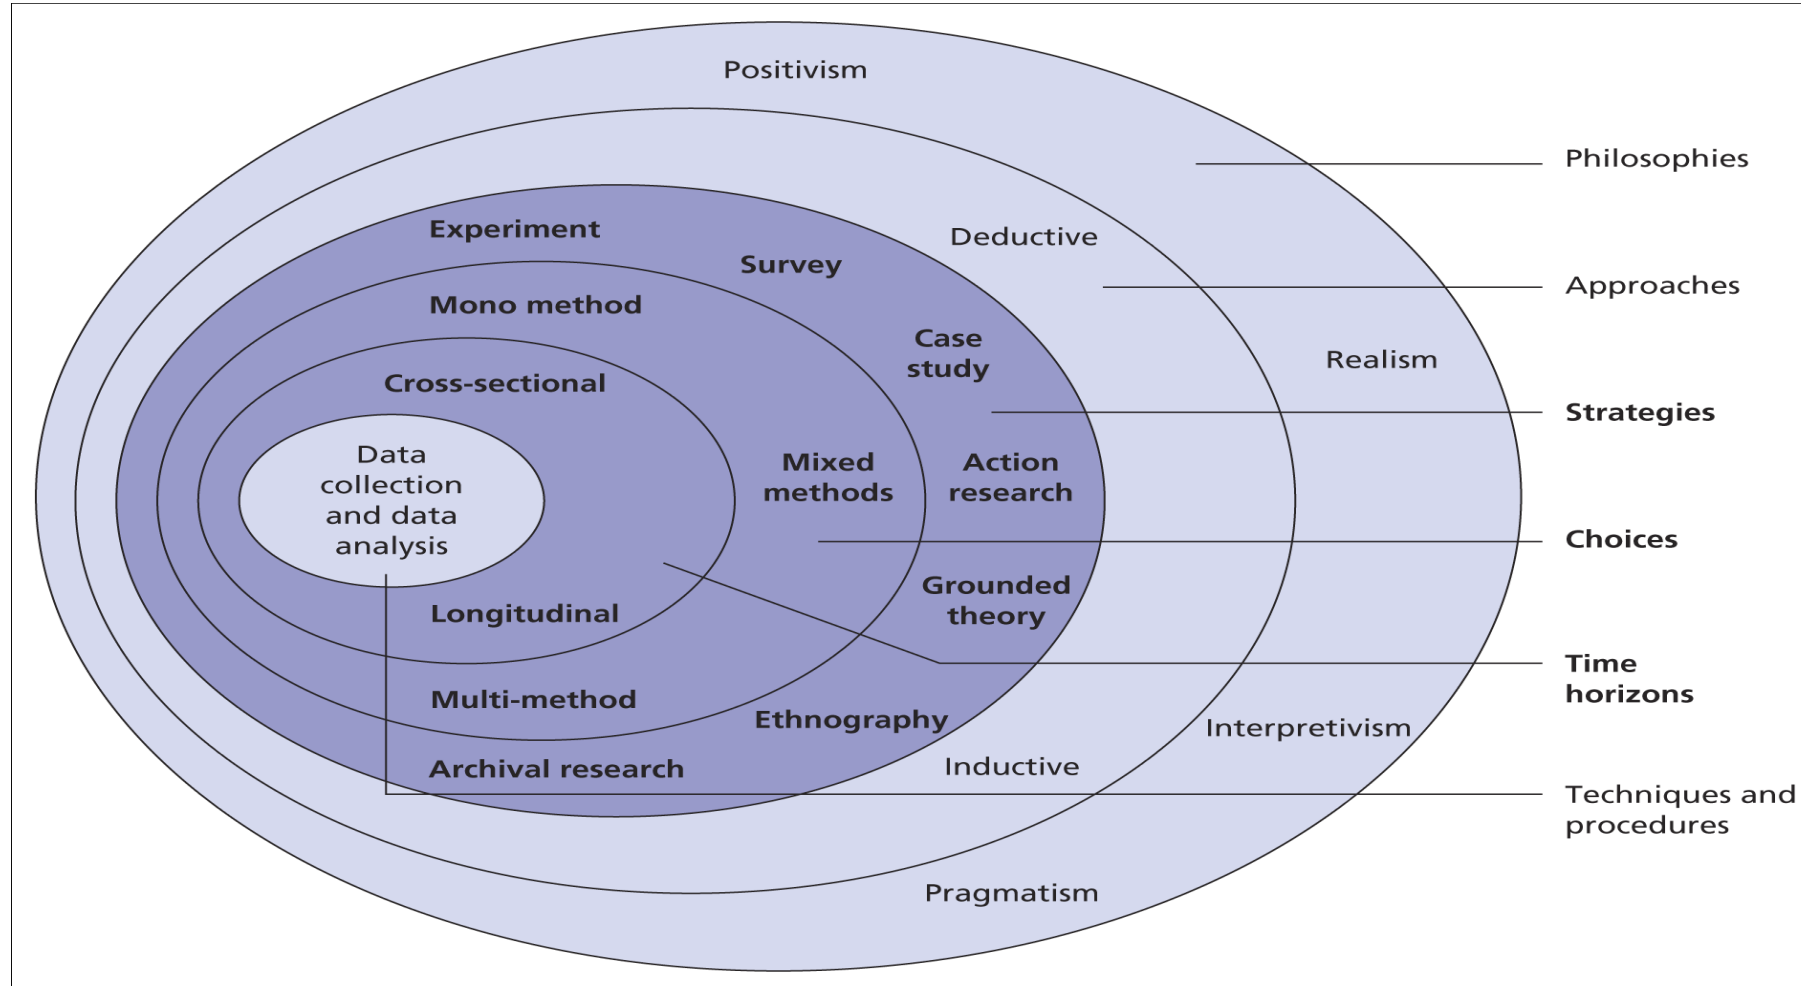 Positivism
Philosophies
Deductive
Experiment
Survey
Approaches
Mono method
Case
study
Realism
Cross-sectional
Strategies
Data
collection
and data
analysis
Mixed
methods
Action
research
Choices
Grounded
theory
Longitudinal
Time
horizons
Multi-method
Ethnography
Interpretivism
Archival research
Inductive
Techniques and
procedures
Pragmatism